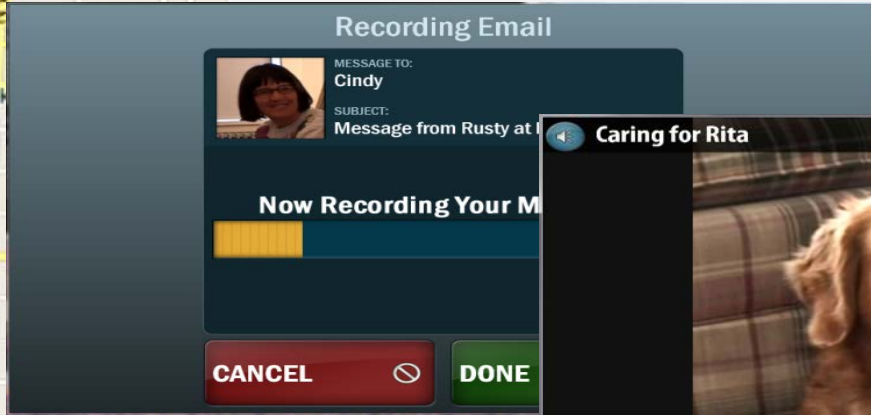 Recording Email
MESSAGE TO:
Cindy
SUBJECT:
Message from Rusty at
Now Recording Your
CANCEL
DONE
Caring for Rita